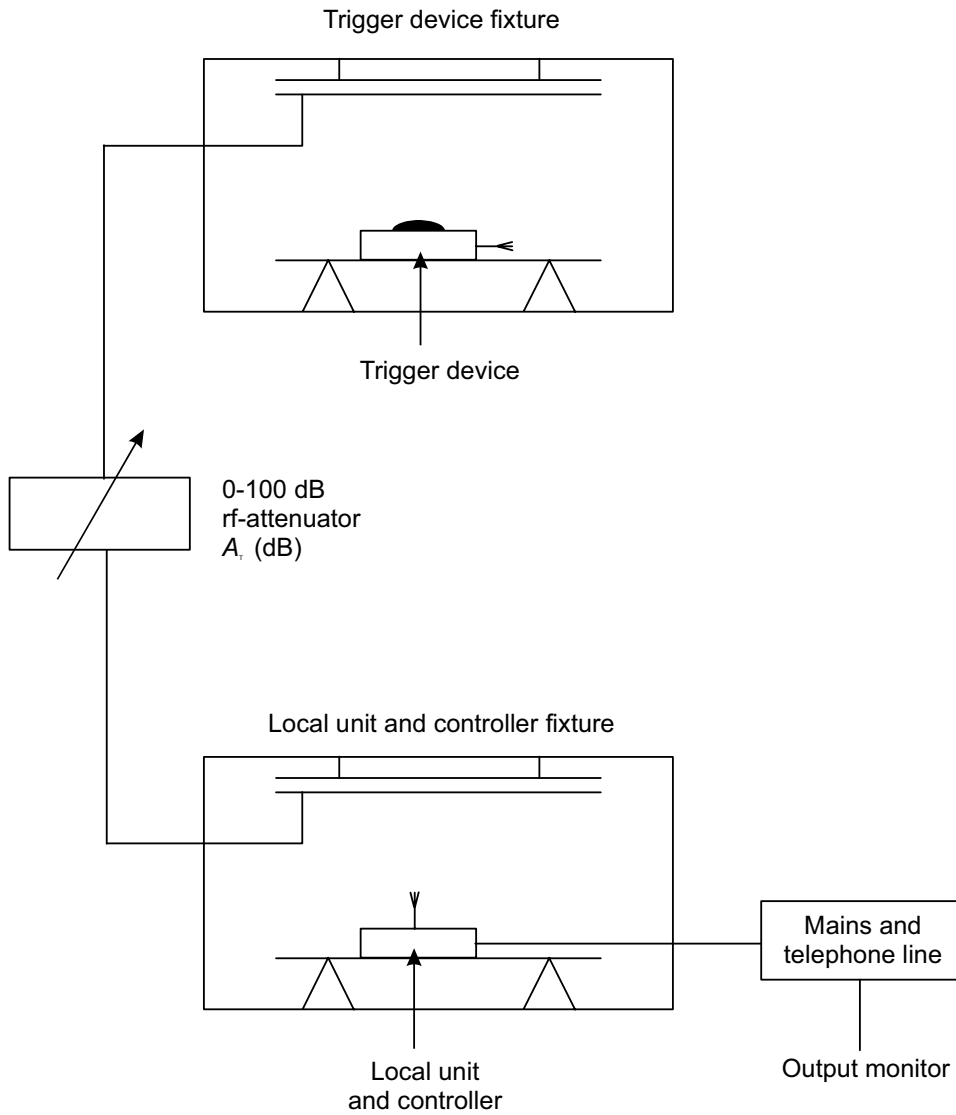 Trigger device fixture
Trigger device
0-100 dB
rf-attenuator
A_T (dB)
Local unit and controller fixture
Mains and
telephone line
Local unit
and controller
Output monitor